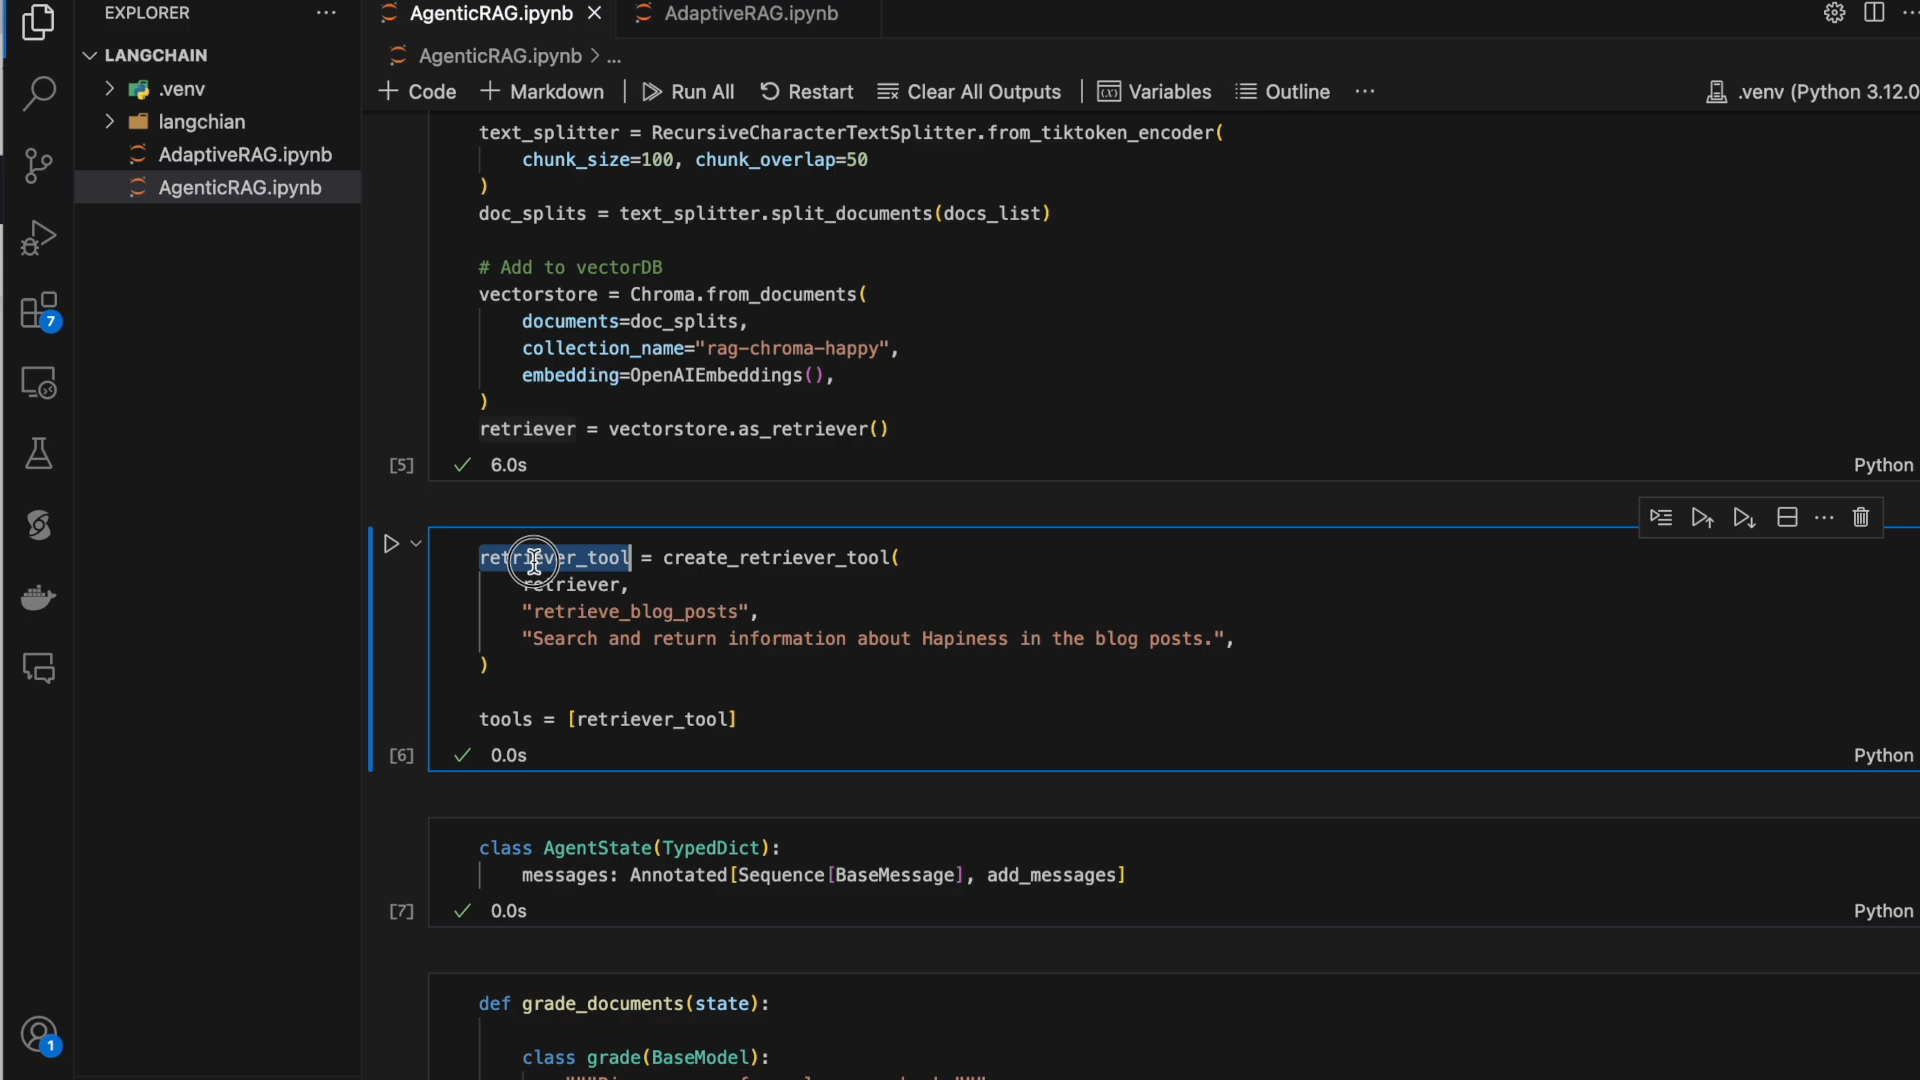 EXPLORER
LANGCHAIN
.venv
langchian
AdaptiveRAG.ipynb
AgenticRAG.ipynb
7
1
AgenticRAG.ipynb
AdaptiveRAG.ipynb
AgenticRAG.ipynb > ...
+ Code + Markdown | Run All Restart Clear All Outputs | Variables Outline ...
.venv (Python 3.12.0
text_splitter = RecursiveCharacterTextSplitter.from_tiktoken_encoder(
chunk_size=100, chunk_overlap=50
)
doc_splits = text_splitter.split_documents(docs_list)
# Add to vectorDB
vectorstore = Chroma.from_documents(
documents=doc_splits,
collection_name="rag-chroma-happy",
embedding=OpenAIEmbeddings(),
)
retriever = vectorstore.as_retriever()
[5] 6.0s Python
retriever_tool = create_retriever_tool(
retriever,
"retrieve_blog_posts",
"Search and return information about Hapiness in the blog posts.",
)
tools = [retriever_tool]
[6] 0.0s Python
class AgentState(TypedDict):
messages: Annotated[Sequence[BaseMessage], add_messages]
[7] 0.0s Python
def grade_documents(state):
class grade(BaseModel):